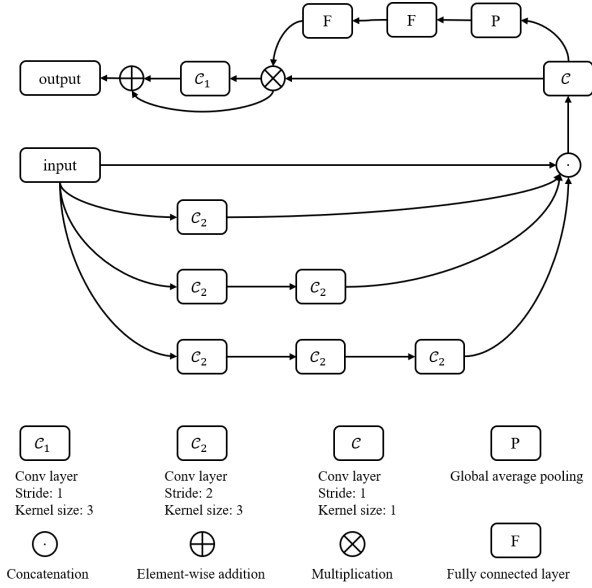 F F P
output 𝒞₁ 𝒞
input
𝒞₂
𝒞₂ 𝒞₂
𝒞₂ 𝒞₂ 𝒞₂
𝒞₁ 𝒞₂ 𝒞 P
Conv layer
Stride: 1
Kernel size: 3
Conv layer
Stride: 2
Kernel size: 3
Conv layer
Stride: 1
Kernel size: 1
Global average pooling
F
Concatenation
Element-wise addition
Multiplication
Fully connected layer